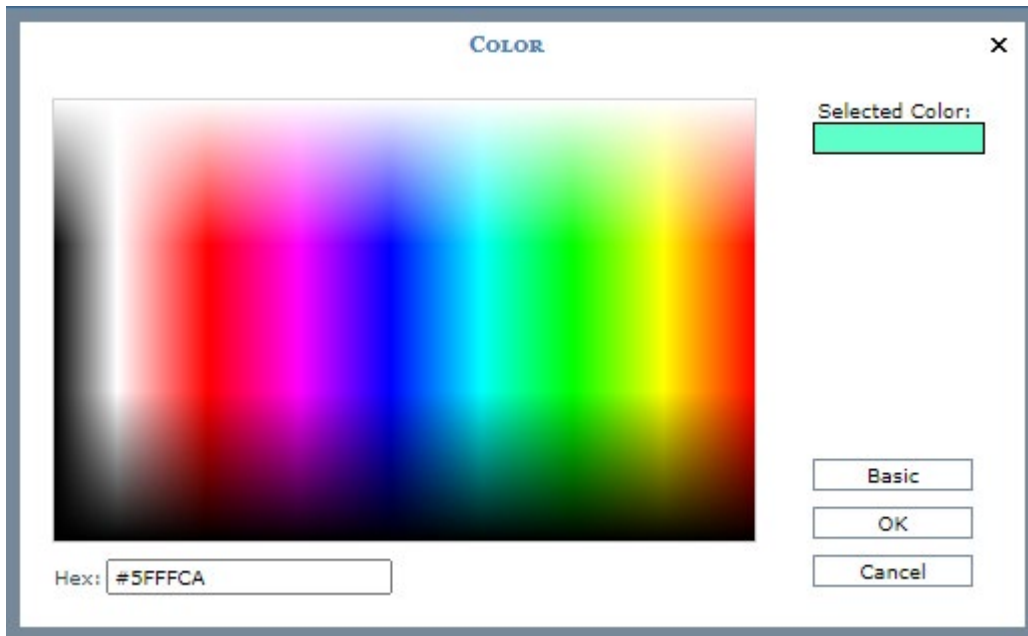 Color
×
Selected Color:
Basic
OK
Cancel
Hex: #5FFFCA